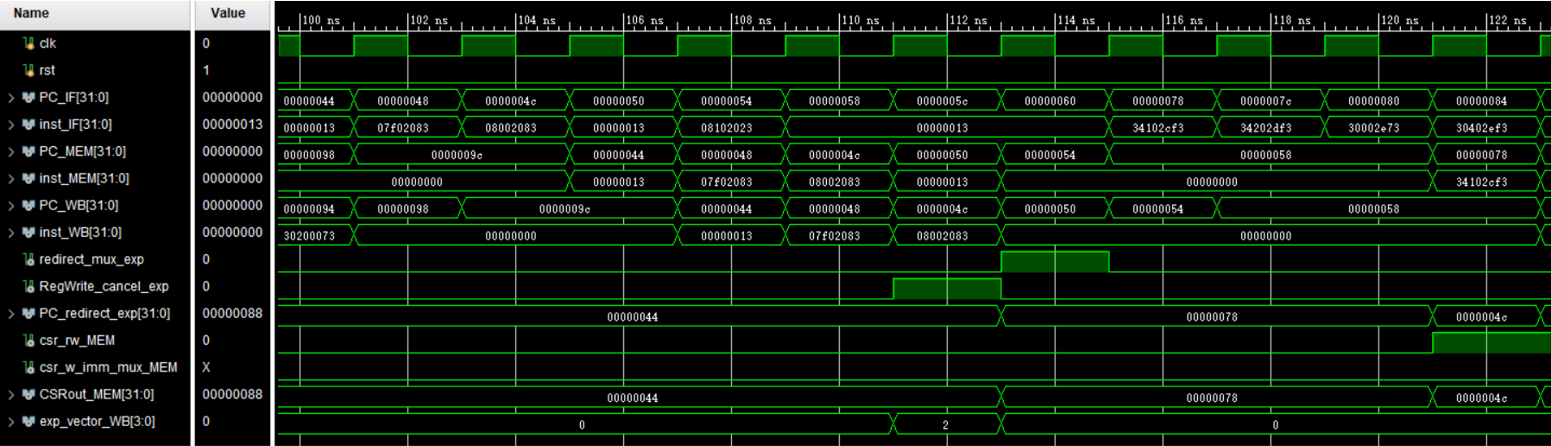 Name Value 100 ns 102 ns 104 ns 106 ns 108 ns 110 ns 112 ns 114 ns 116 ns 118 ns 120 ns 122 ns
clk 0
rst 1
PC_IF[31:0] 00000000 00000044 00000048 0000004c 00000050 00000054 00000058 0000005c 00000060 00000078 0000007c 00000080 00000084
inst_IF[31:0] 00000013 00000013 07f02083 08002083 00000013 08102023 00000013 34102cf3 34202df3 30002e73 30402ef3
PC_MEM[31:0] 00000000 00000098 0000009c 00000044 00000048 0000004c 00000050 00000054 00000058 00000078
inst_MEM[31:0] 00000000 00000000 00000013 07f02083 08002083 00000013 00000000 34102cf3
PC_WB[31:0] 00000000 00000094 00000098 0000009c 00000044 00000048 0000004c 00000050 00000054 00000058
inst_WB[31:0] 00000000 30200073 00000000 00000013 07f02083 08002083 00000000
redirect_mux_exp 0
RegWrite_cancel_exp 0
PC_redirect_exp[31:0] 00000088 00000044 00000078 0000004c
csr_rw_MEM 0
csr_w_imm_mux_MEM X
CSRout_MEM[31:0] 00000088 00000044 00000078 0000004c
exp_vector_WB[3:0] 0 0 2 0